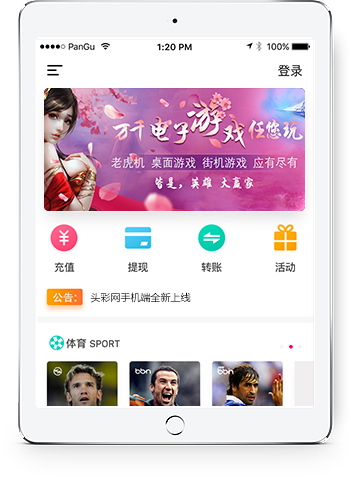 PanGu 1:20 PM 100%
登录
万千电子游戏任您玩
老虎机 桌面游戏 街机游戏 应有尽有
皆是，英雄 大赢家
充值 提现 转账 活动
公告： 头彩网手机端全新上线
体育 SPORT
bbn bbn